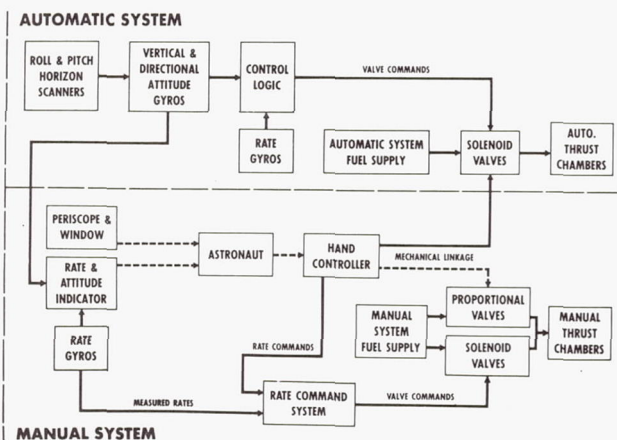 AUTOMATIC SYSTEM
ROLL & PITCH
HORIZON
SCANNERS
VERTICAL &
DIRECTIONAL
ATTITUDE
GYROS
CONTROL
LOGIC
VALVE COMMANDS
RATE
GYROS
AUTOMATIC SYSTEM
FUEL SUPPLY
SOLENOID
VALVES
AUTO.
THRUST
CHAMBERS
PERISCOPE &
WINDOW
RATE &
ATTITUDE
INDICATOR
ASTRONAUT
HAND
CONTROLLER
MECHANICAL LINKAGE
RATE
GYROS
RATE COMMANDS
MANUAL
SYSTEM
FUEL SUPPLY
PROPORTIONAL
VALVES
SOLENOID
VALVES
MANUAL
THRUST
CHAMBERS
MEASURED RATES
RATE COMMAND
SYSTEM
VALVE COMMANDS
MANUAL SYSTEM